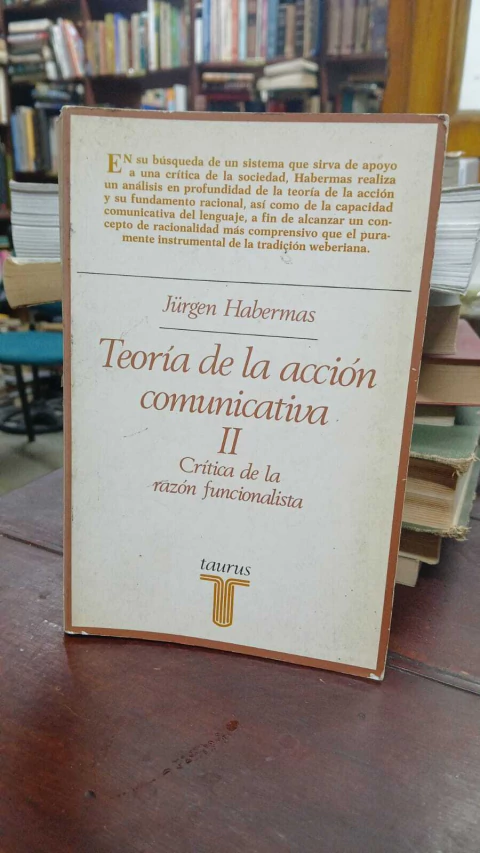 EN su búsqueda de un sistema que sirva de apoyo
a una crítica de la sociedad, Habermas realiza
un análisis en profundidad de la teoría de la acción
y su fundamento racional, así como de la capacidad
comunicativa del lenguaje, a fin de alcanzar un con-
cepto de racionalidad más comprensivo que el pura-
mente instrumental de la tradición weberiana.
Jürgen Habermas
Teoría de la acción
comunicativa
II
Crítica de la
razón funcionalista
taurus